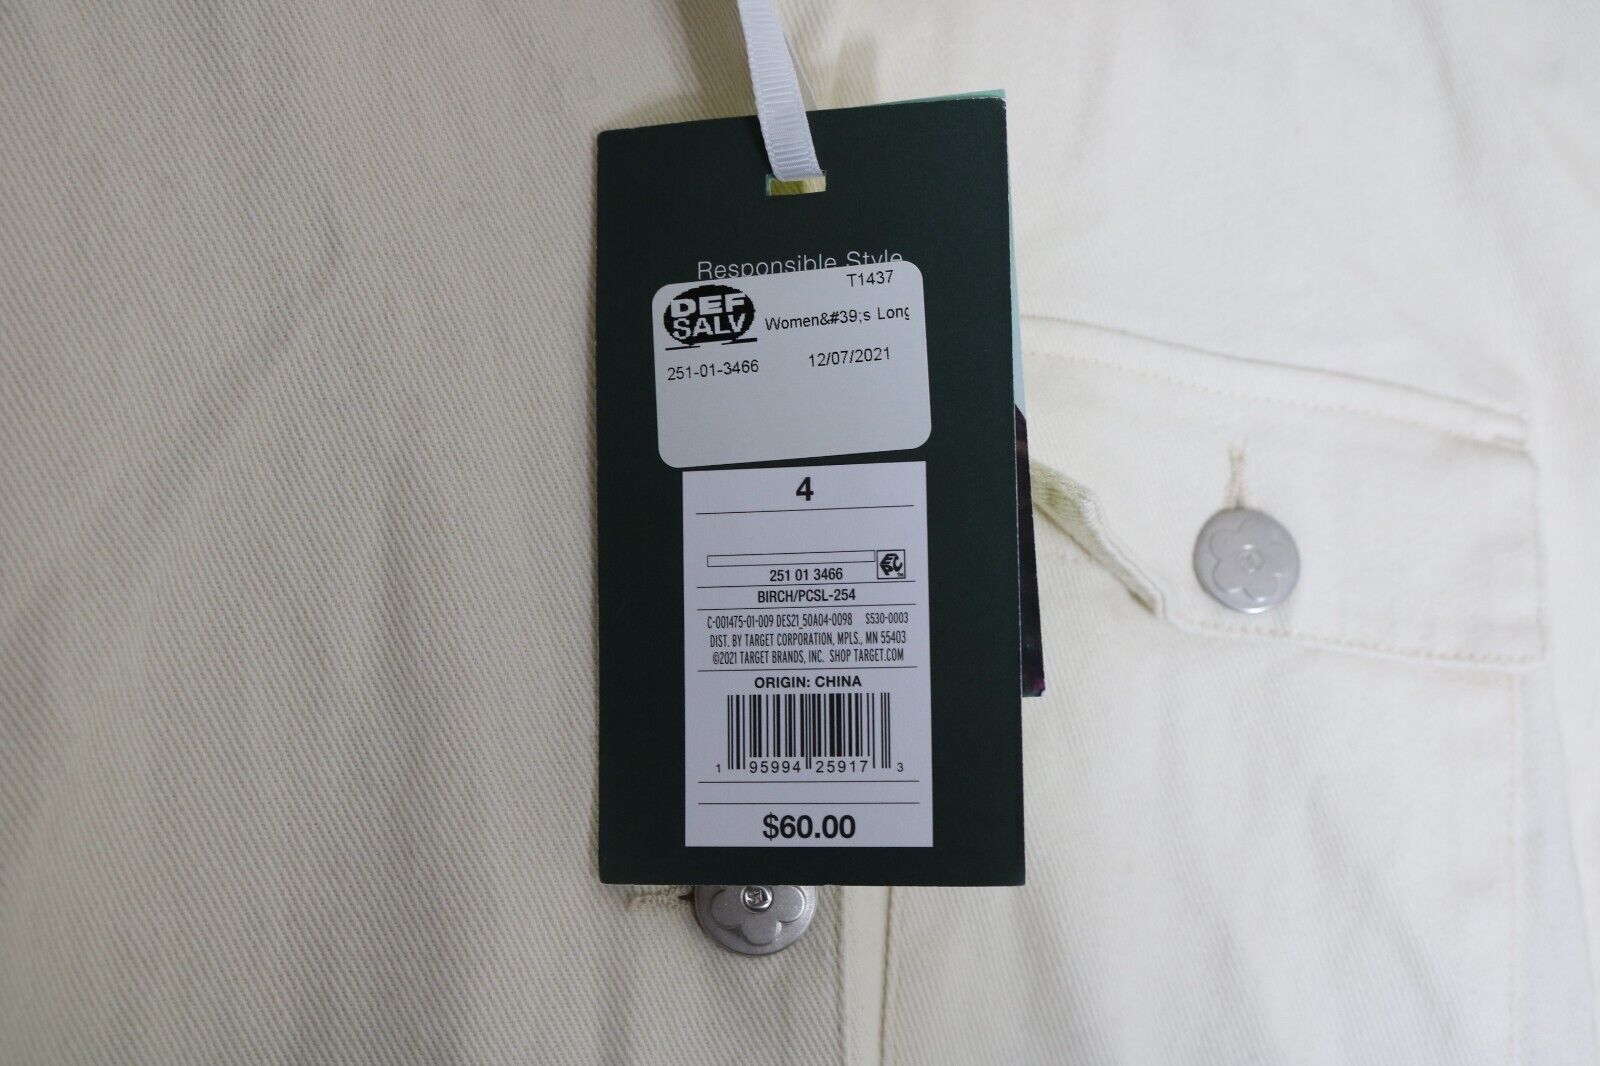 Responsible Style
T1437
DEF
SALV
Women&#39;s Long
251-01-3466 12/07/2021
4
251 01 3466
BIRCH/PCSL-254
C-001475-01-009 DES21_50A04-0098 S530-0003
DIST. BY TARGET CORPORATION, MPLS., MN 55403
©2021 TARGET BRANDS, INC. SHOP TARGET.COM
ORIGIN: CHINA
1 95994 25917 3
$60.00